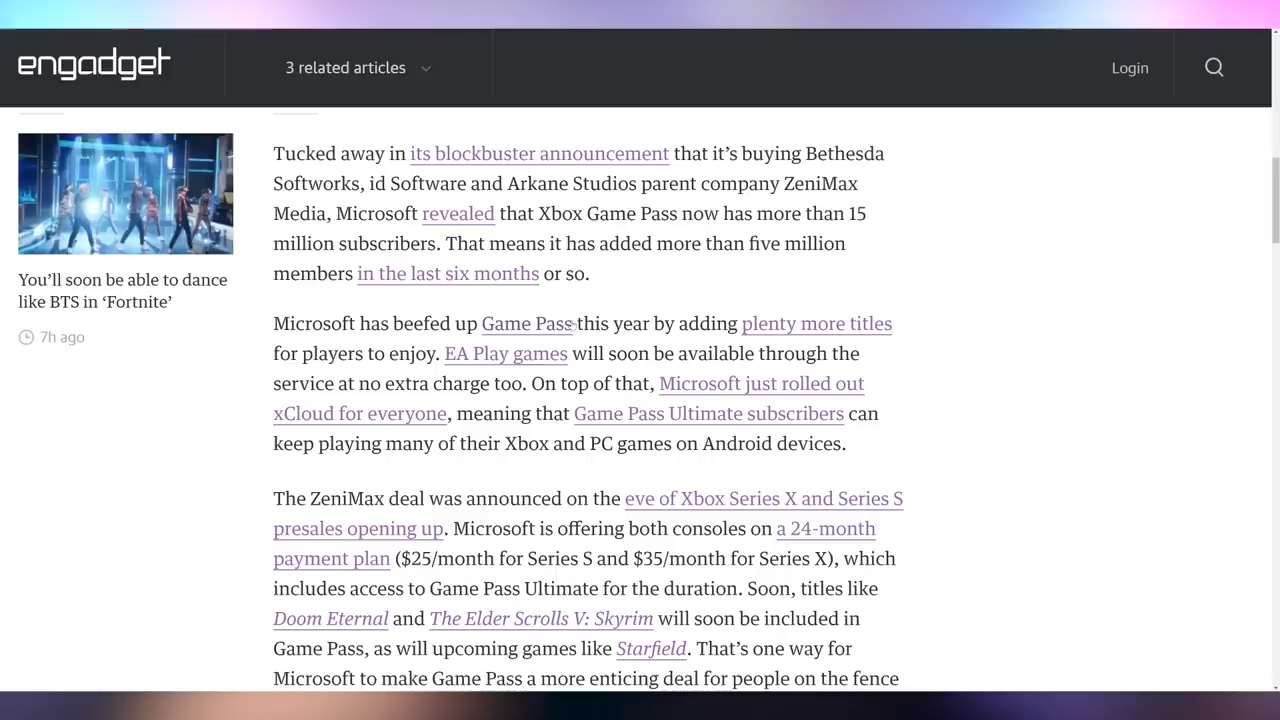 engadget
3 related articles
Login
You’ll soon be able to dance
like BTS in ‘Fortnite’
7h ago
Tucked away in its blockbuster announcement that it’s buying Bethesda
Softworks, id Software and Arkane Studios parent company ZeniMax
Media, Microsoft revealed that Xbox Game Pass now has more than 15
million subscribers. That means it has added more than five million
members in the last six months or so.
Microsoft has beefed up Game Pass this year by adding plenty more titles
for players to enjoy. EA Play games will soon be available through the
service at no extra charge too. On top of that, Microsoft just rolled out
xCloud for everyone, meaning that Game Pass Ultimate subscribers can
keep playing many of their Xbox and PC games on Android devices.
The ZeniMax deal was announced on the eve of Xbox Series X and Series S
presales opening up. Microsoft is offering both consoles on a 24-month
payment plan ($25/month for Series S and $35/month for Series X), which
includes access to Game Pass Ultimate for the duration. Soon, titles like
Doom Eternal and The Elder Scrolls V: Skyrim will soon be included in
Game Pass, as will upcoming games like Starfield. That’s one way for
Microsoft to make Game Pass a more enticing deal for people on the fence